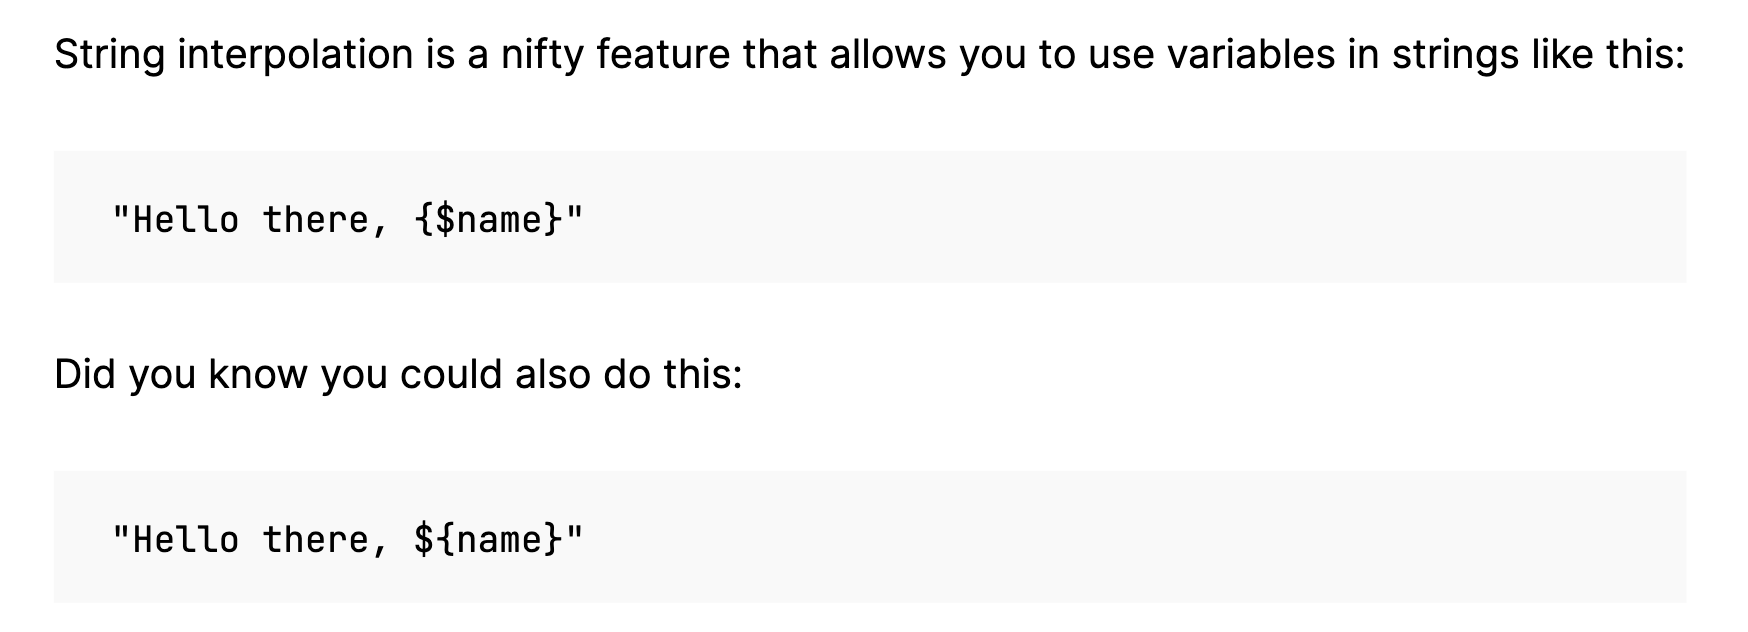 String interpolation is a nifty feature that allows you to use variables in strings like this:
"Hello there, {$name}"
Did you know you could also do this:
"Hello there, ${name}"